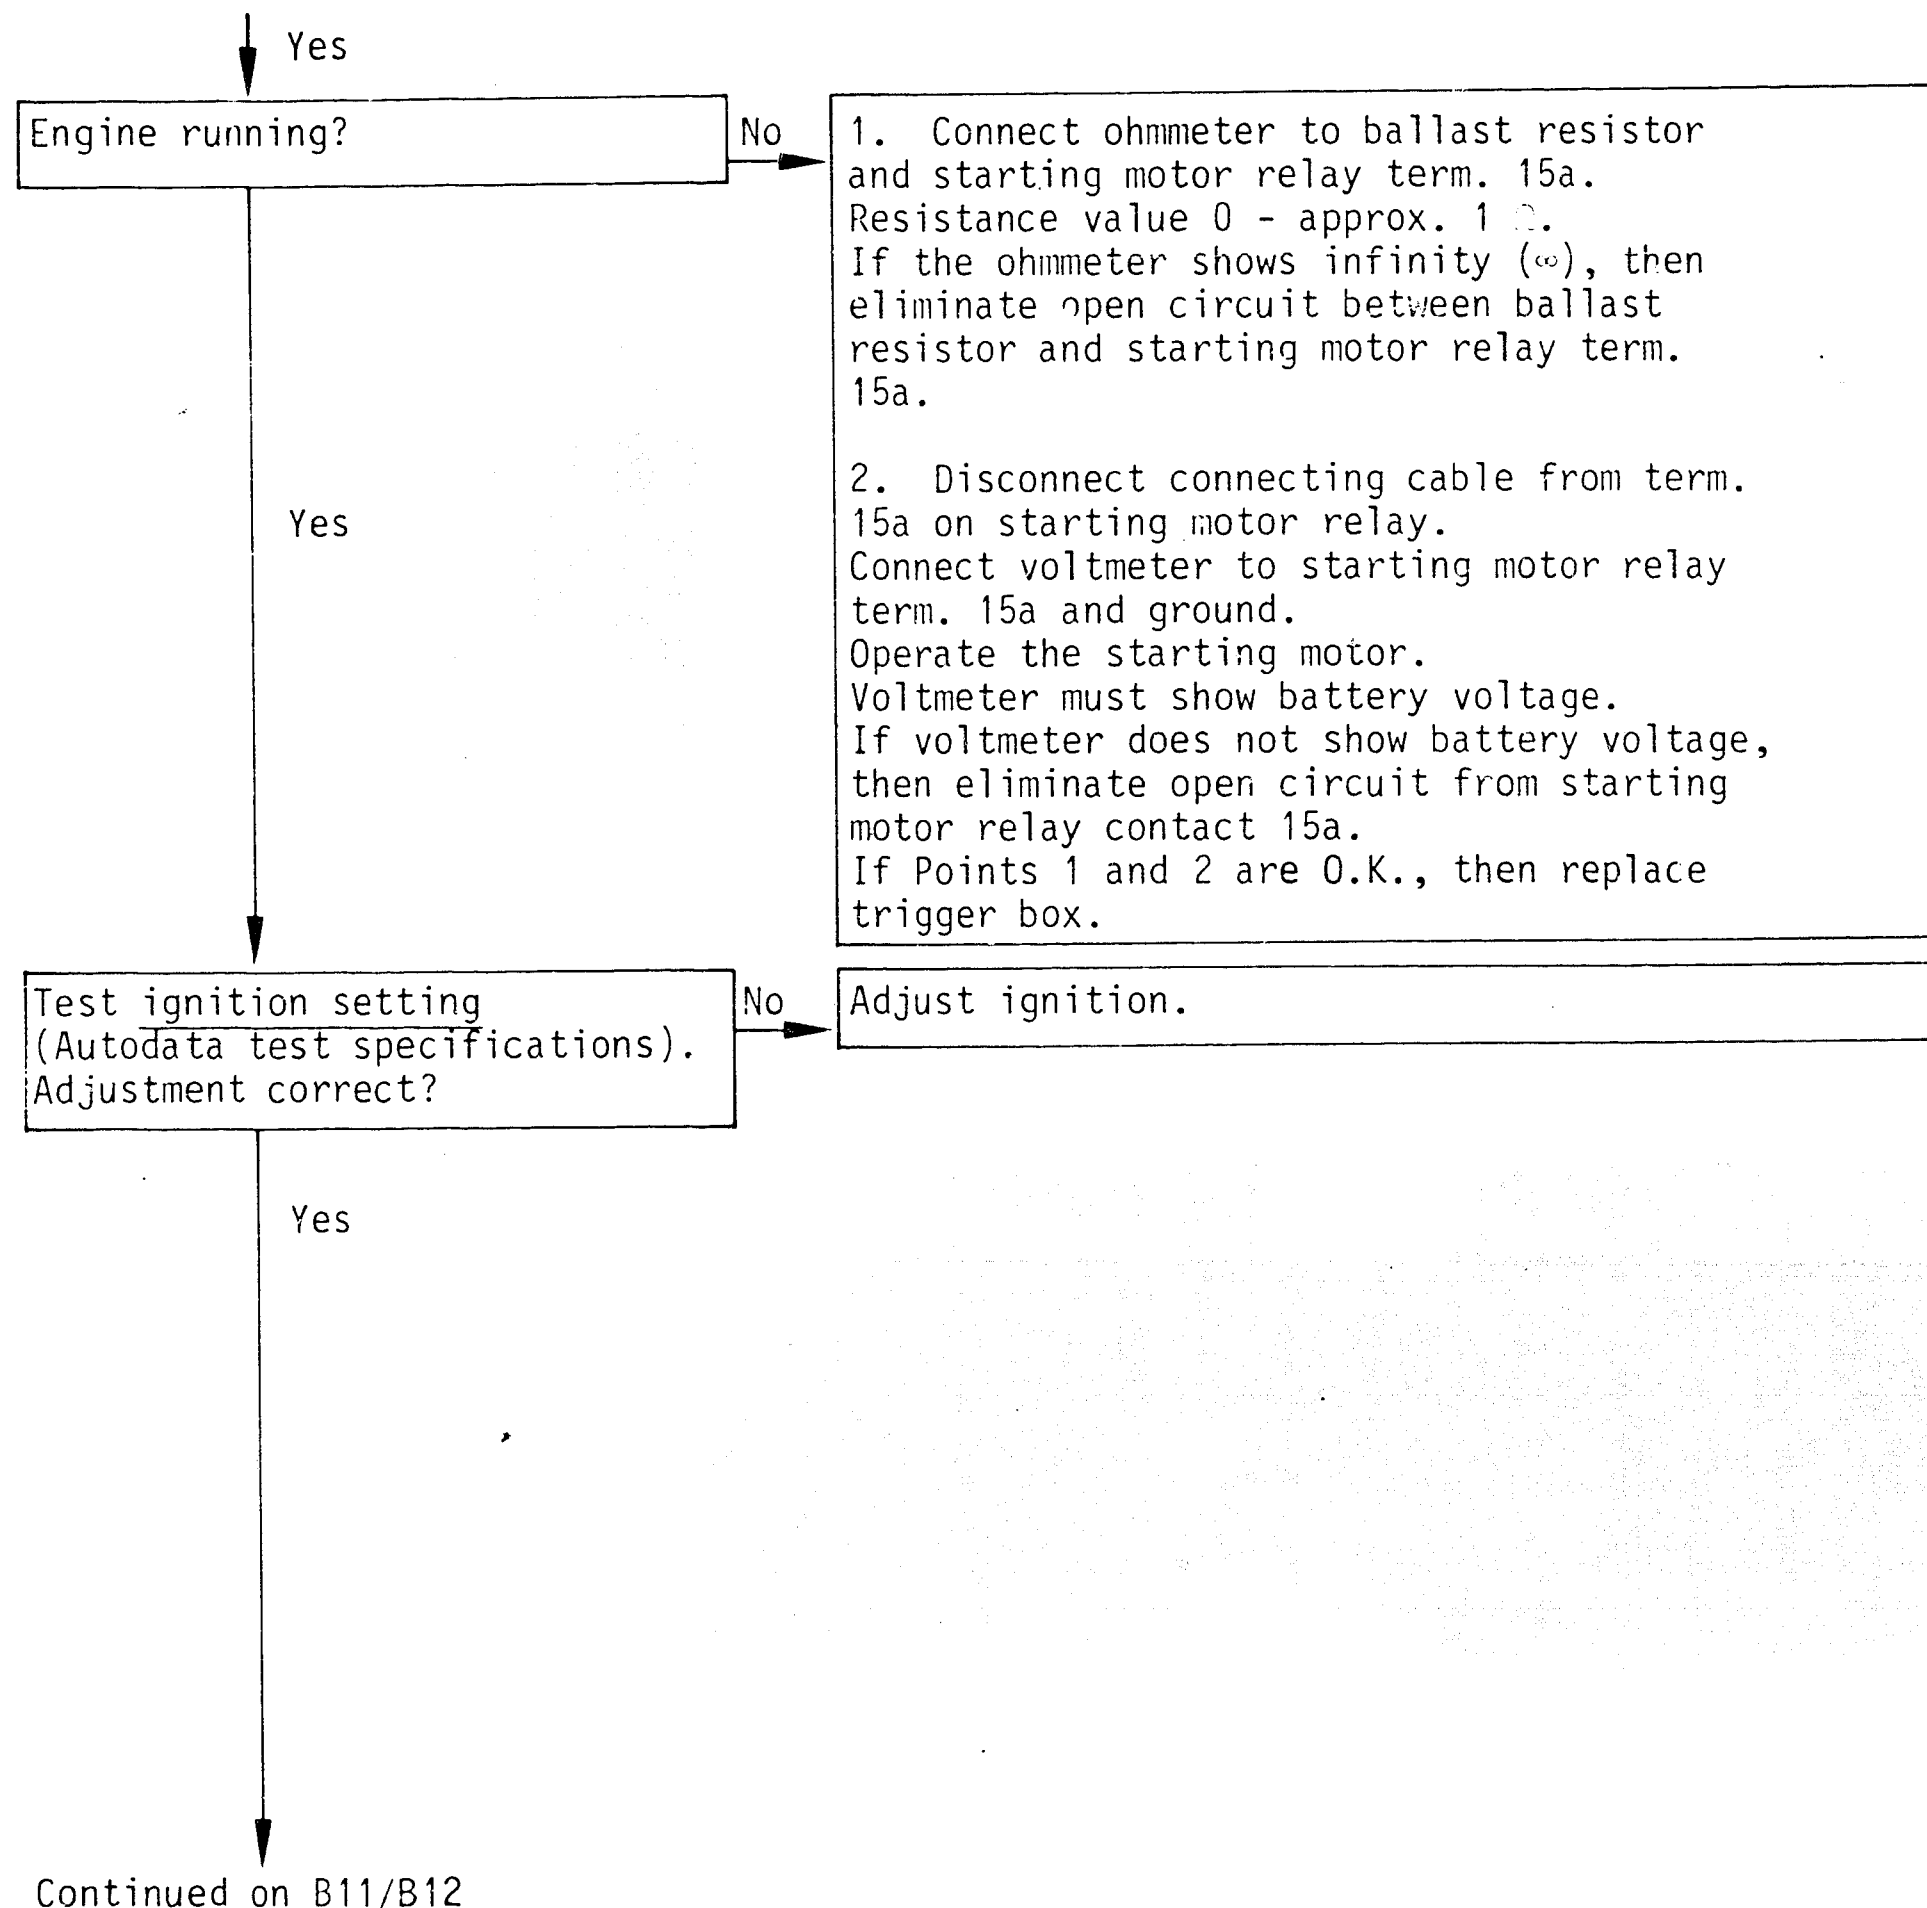 Yes
Engine running?
No
1. Connect ohmmeter to ballast resistor
and starting motor relay term. 15a.
Resistance value 0 - approx. 1 Ω.
If the ohmmeter shows infinity (∞), then
eliminate open circuit between ballast
resistor and starting motor relay term.
15a.
2. Disconnect connecting cable from term.
15a on starting motor relay.
Connect voltmeter to starting motor relay
term. 15a and ground.
Operate the starting motor.
Voltmeter must show battery voltage.
If voltmeter does not show battery voltage,
then eliminate open circuit from starting
motor relay contact 15a.
If Points 1 and 2 are O.K., then replace
trigger box.
Yes
Test ignition setting
(Autodata test specifications).
Adjustment correct?
No
Adjust ignition.
Yes
Continued on B11/B12